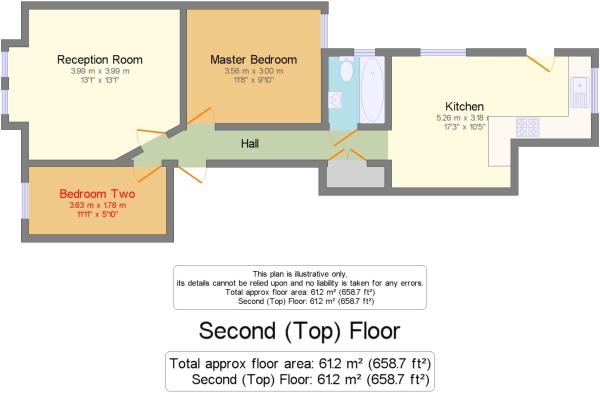 Reception Room
3.99 m x 3.99 m
13'1" x 13'1"
Master Bedroom
3.56 m x 3.00 m
11'8" x 9'10"
Kitchen
5.26 m x 3.18 m
17'3" x 10'5"
Hall
Bedroom Two
3.63 m x 1.78 m
11'11" x 5'10"
This plan is illustrative only,
its details cannot be relied upon and no liability is taken for any errors.
Total approx floor area: 61.2 m² (658.7 ft²)
Second (Top) Floor: 61.2 m² (658.7 ft²)
Second (Top) Floor
Total approx floor area: 61.2 m² (658.7 ft²)
Second (Top) Floor: 61.2 m² (658.7 ft²)